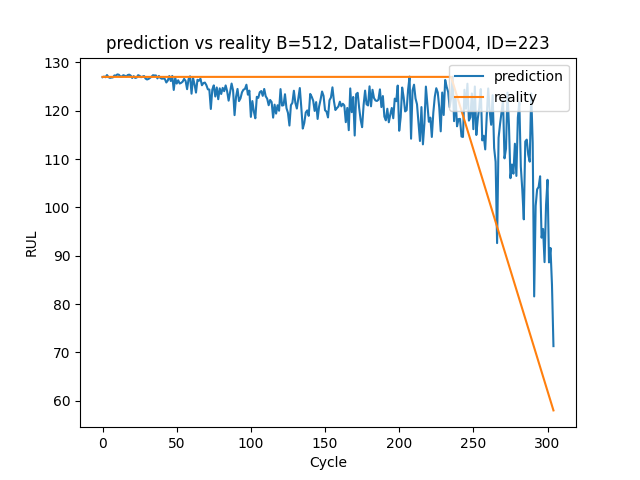 prediction vs reality B=512, Datalist=FD004, ID=223
prediction
reality
130
120
110
100
90
80
70
60
RUL
0 50 100 150 200 250 300
Cycle